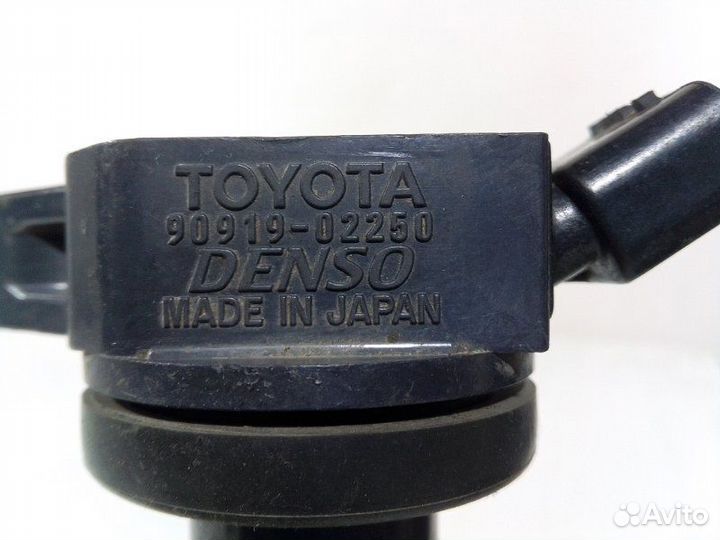 TOYOTA
90919-02250
DENSO
MADE IN JAPAN
Avito